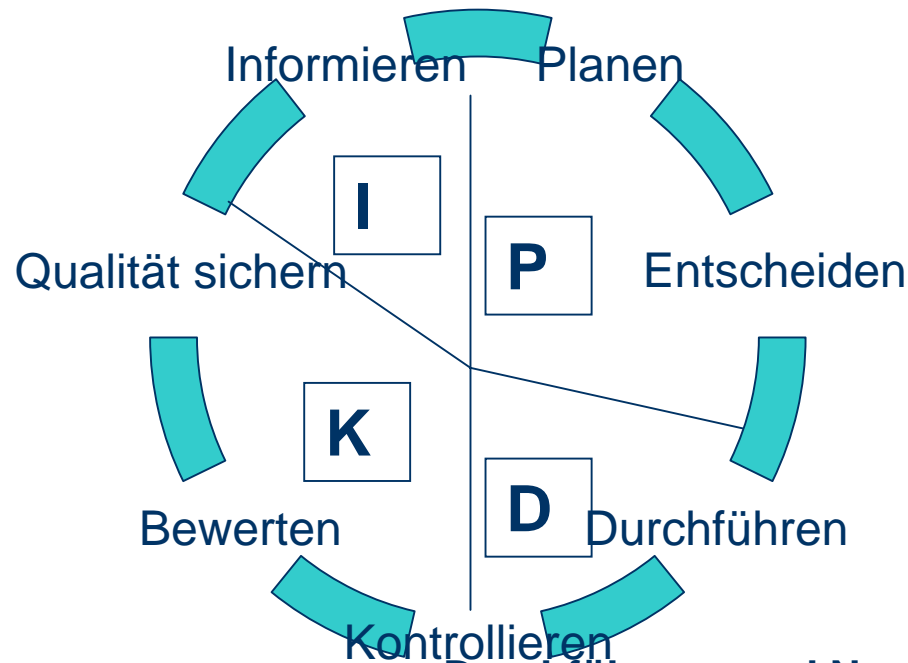 Informieren
Planen
I
P
Qualität sichern
Entscheiden
K
D
Bewerten
Durchführen
Kontrollieren